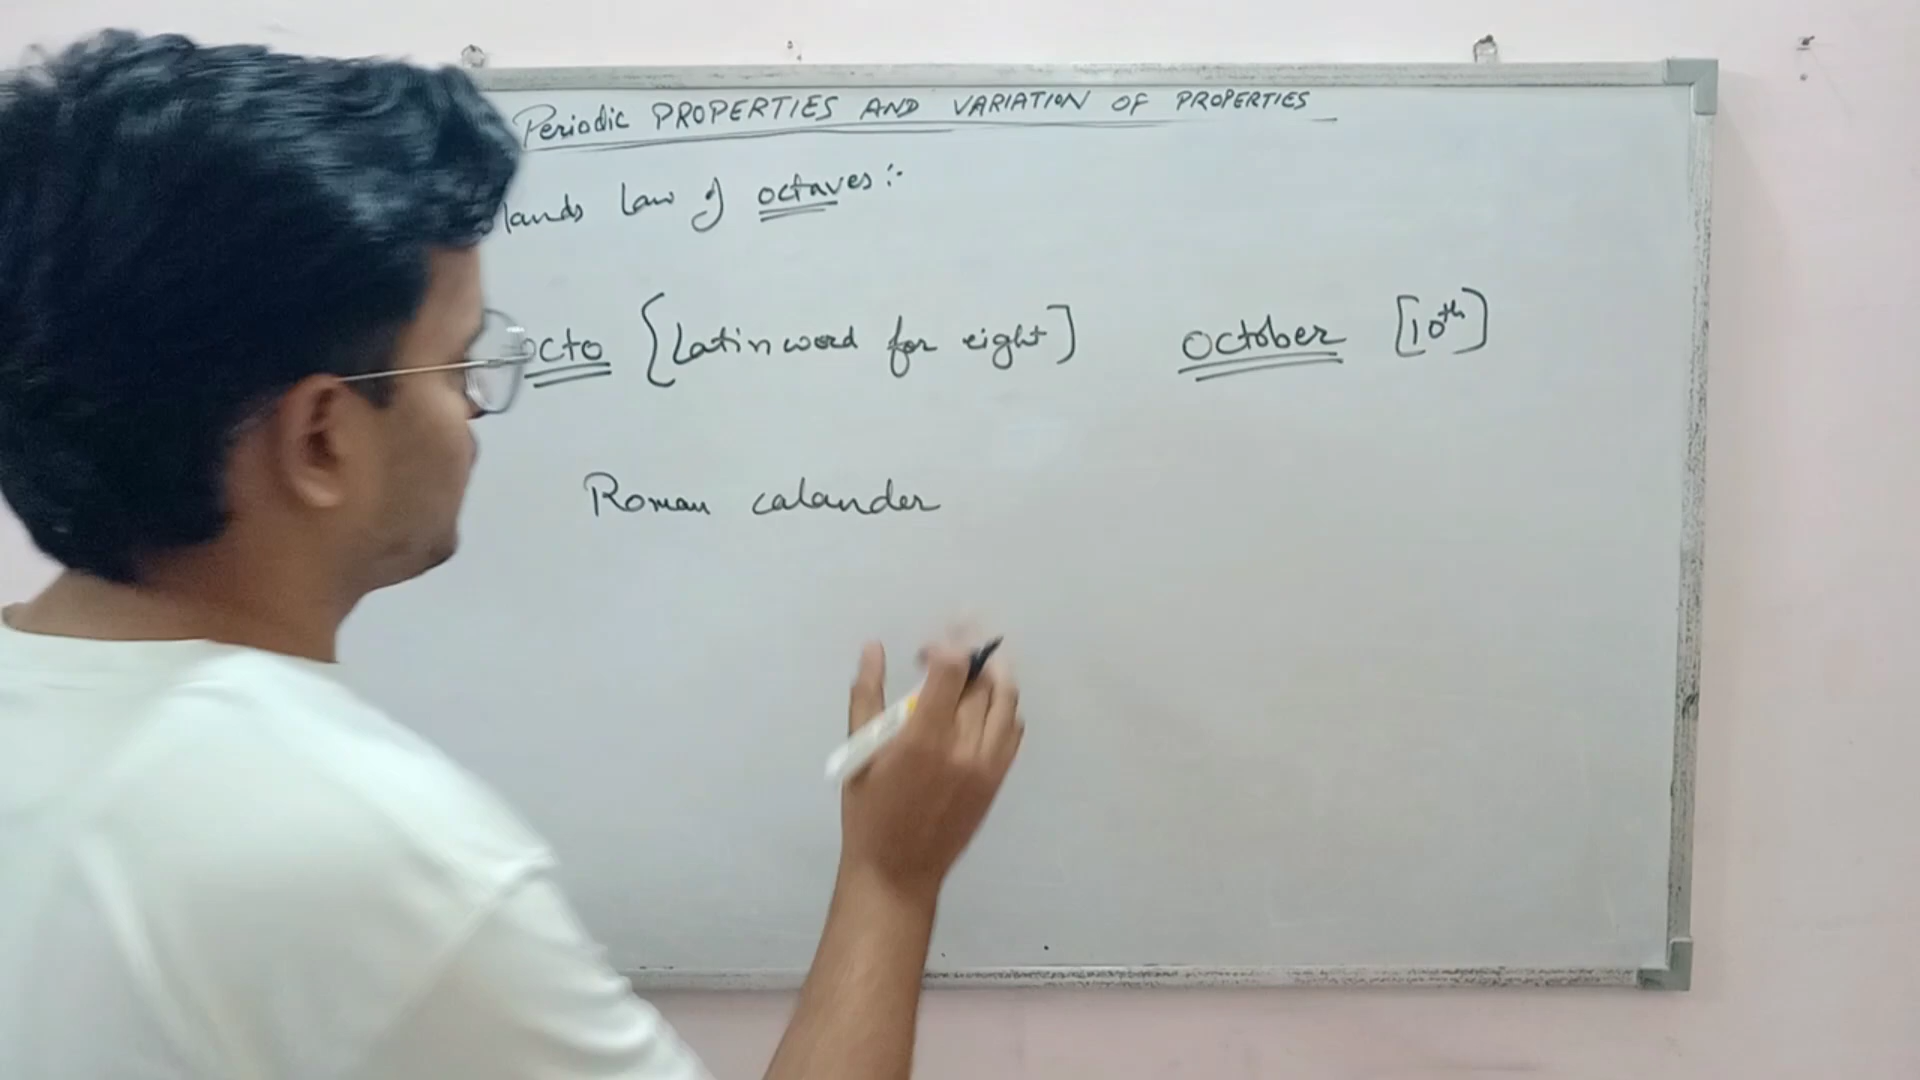 Periodic PROPERTIES AND VARIATION OF PROPERTIES
lands law of octaves :-
octo {Latin word for eight] October [10th]
Roman calander